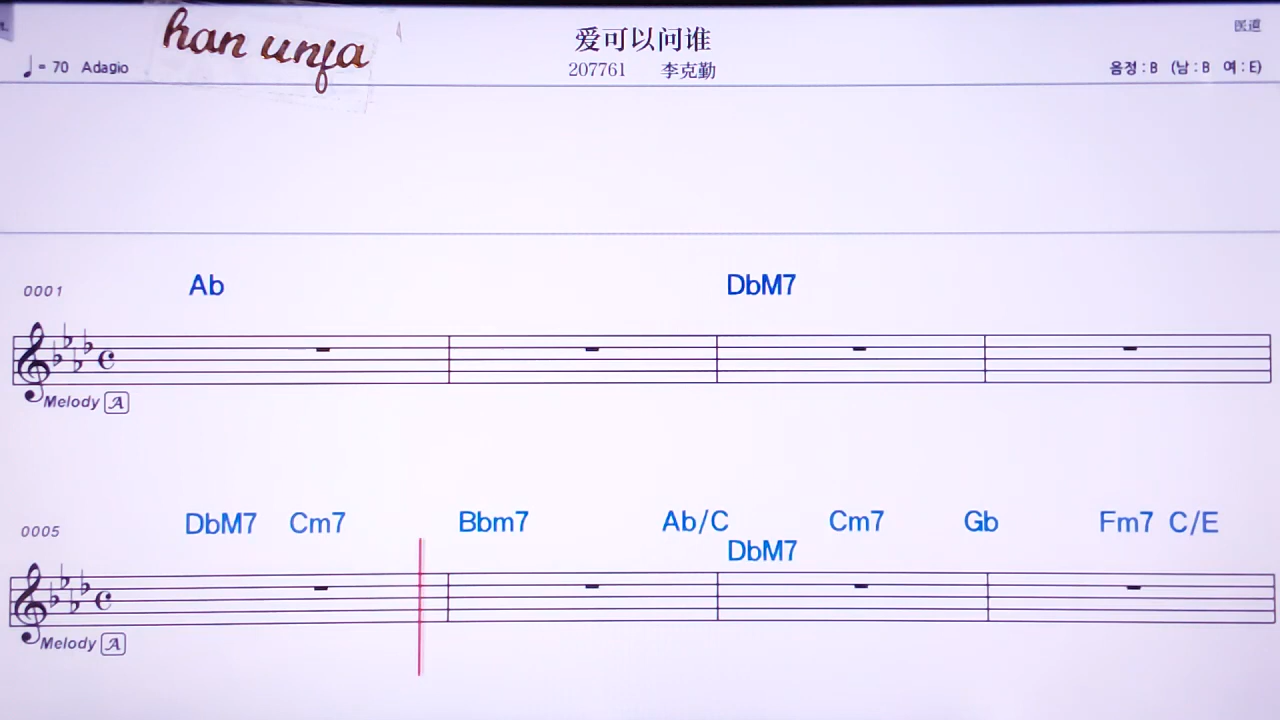 han unfa
爱可以问谁
♩ = 70 Adagio
207761 李克勤
음정 : B (남 : B 여 : E)
0001
Ab DbM7
Melody A
0005
DbM7 Cm7 Bbm7 Ab/C Cm7 Gb Fm7 C/E
DbM7
Melody A